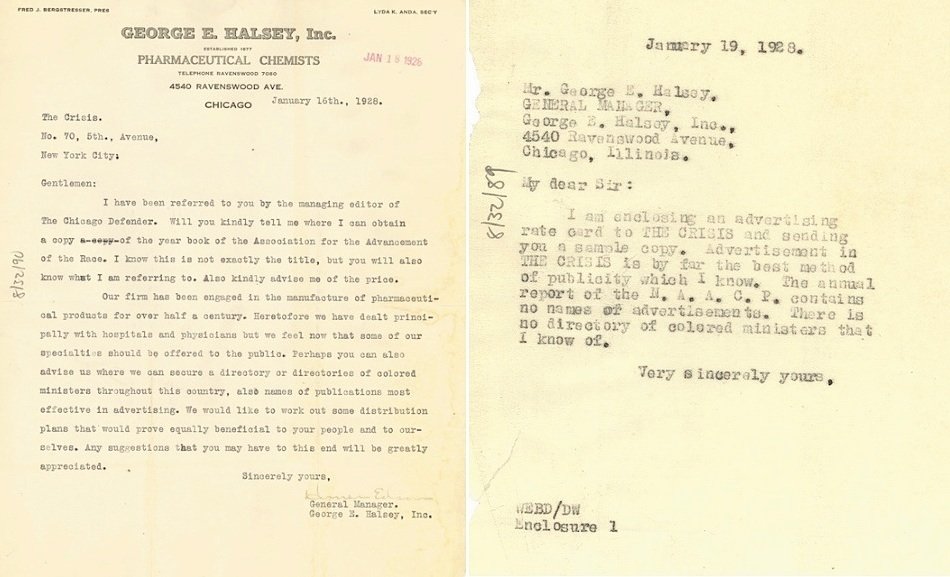 FRED J. BERGSTRESSER, PRES
LYDA K. ANDA, SEC'Y
GEORGE E. HALSEY, Inc.
ESTABLISHED 1877
PHARMACEUTICAL CHEMISTS
TELEPHONE RAVENSWOOD 7080
4540 RAVENSWOOD AVE.
CHICAGO
JAN 18 1928
January 16th., 1928.
The Crisis.
No. 70, 5th., Avenue,
New York City:
Gentlemen:
I have been referred to you by the managing editor of
The Chicago Defender. Will you kindly tell me where I can obtain
a copy a copy of the year book of the Association for the Advancement
of the Race. I know this is not exactly the title, but you will also
know what I am referring to. Also kindly advise me of the price.
Our firm has been engaged in the manufacture of pharmaceuti-
cal products for over half a century. Heretofore we have dealt princi-
pally with hospitals and physicians but we feel now that some of our
specialties should be offered to the public. Perhaps you can also
advise us where we can secure a directory or directories of colored
ministers throughout this country, also names of publications most
effective in advertising. We would like to work out some distribution
plans that would prove equally beneficial to your people and to our-
selves. Any suggestions that you may have to this end will be greatly
appreciated.
Sincerely yours,
General Manager.
George E. Halsey, Inc.
8/32/90
January 19, 1928.
Mr. George E. Halsey,
GENERAL MANAGER,
George E. Halsey, Inc.,
4540 Ravenswood Avenue,
Chicago, Illinois.
8/32/89
My dear Sir:
I am enclosing an advertising
rate card to THE CRISIS and sending
you a sample copy. Advertisement in
THE CRISIS is by far the best method
of publicity which I know. The annual
report of the N. A. A. C. P. contains
no names of advertisements. There is
no directory of colored ministers that
I know of.
Very sincerely yours,
WEBD/DW
Enclosure 1